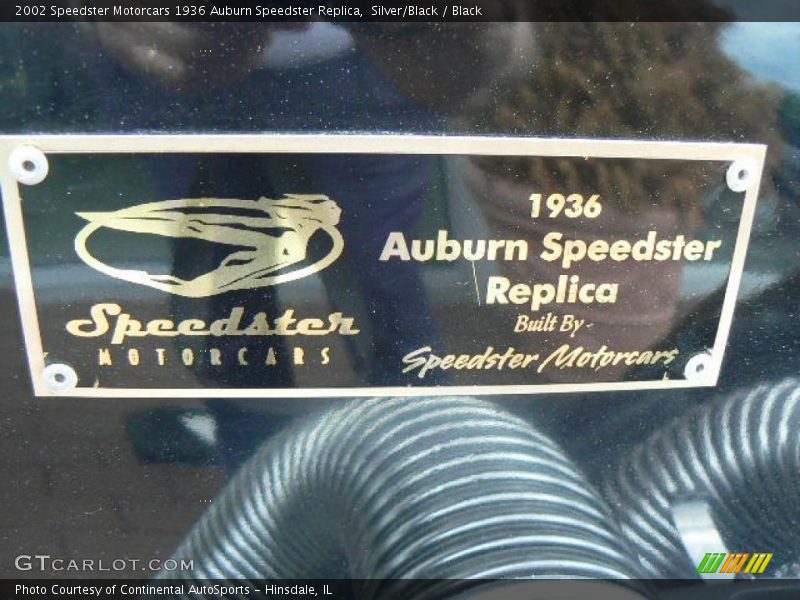 2002 Speedster Motorcars 1936 Auburn Speedster Replica, Silver/Black / Black
Speedster
MOTORCARS
1936
Auburn Speedster
Replica
Built By-
Speedster Motorcars
GTCARLOT.COM
Photo Courtesy of Continental AutoSports - Hinsdale, IL